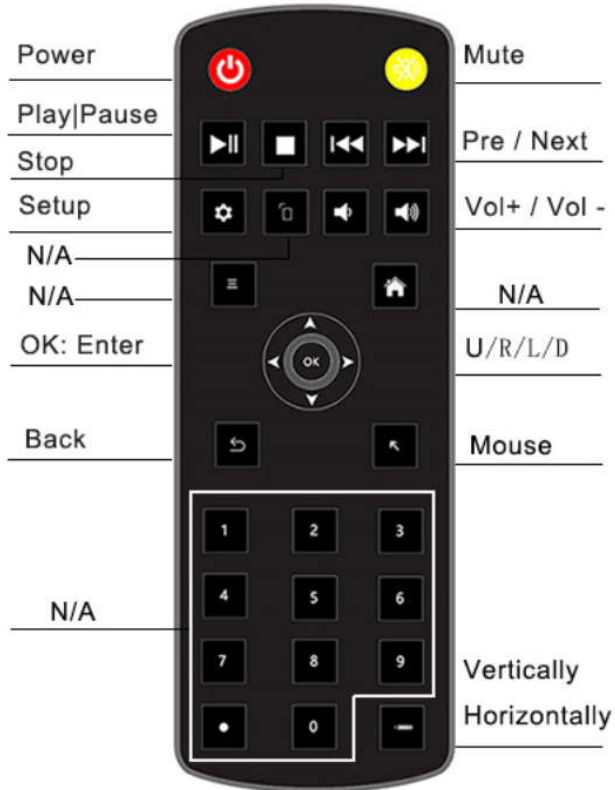 Power
Mute
Play|Pause
Pre / Next
Stop
Setup
Vol+ / Vol -
N/A
N/A
N/A
OK: Enter
OK
U/R/L/D
Back
Mouse
1 2 3
4 5 6
N/A
7 8 9
Vertically
Horizontally
0